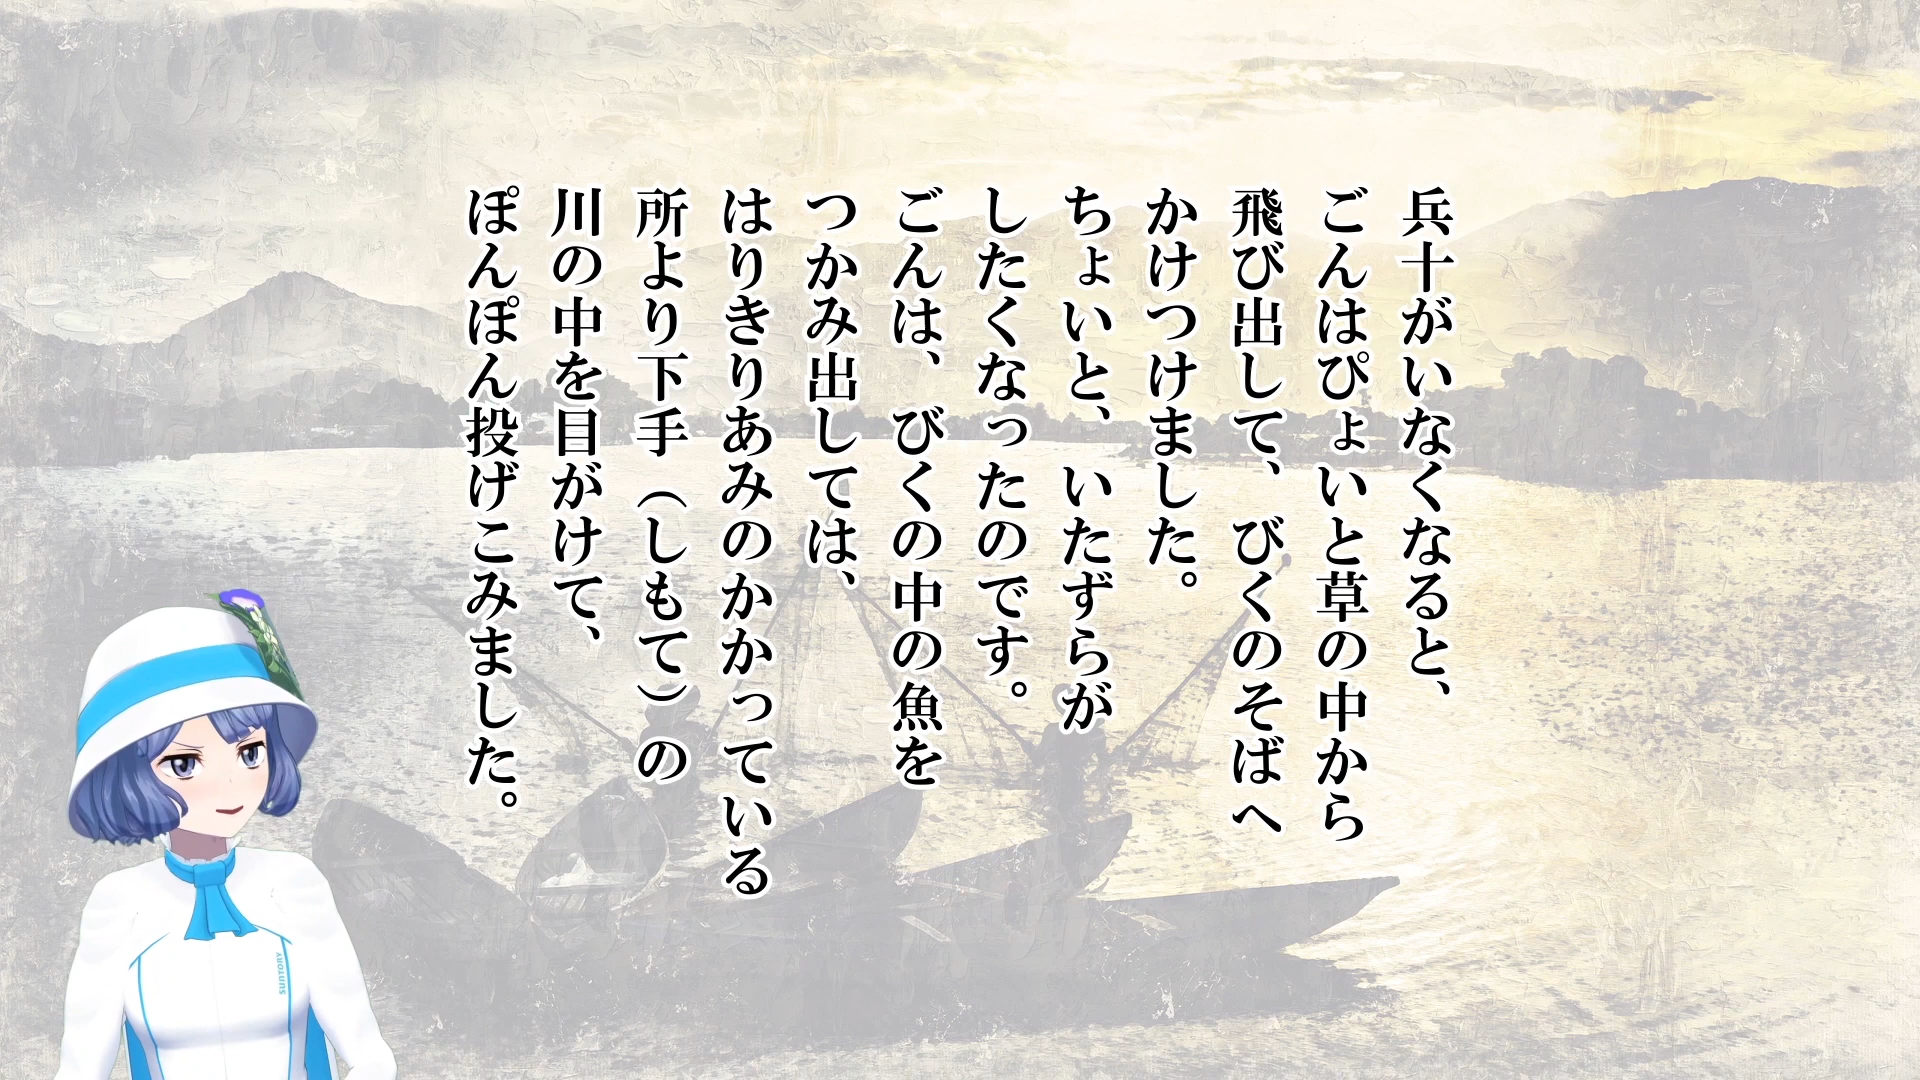 兵十がいなくなると、
ごんはぴょいと草の中から
飛び出して、びくのそばへ
かけつけました。
ちょいと、いたずらが
したくなったのです。
ごんは、びくの中の魚を
つかみ出しては、
はりきりあみのかかっている
所より下手（しもて）の
川の中を目がけて、
ぽんぽん投げこみました。
SUNTORY